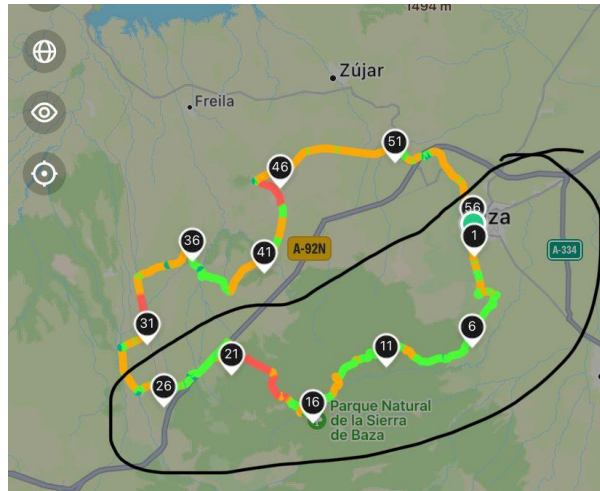 1494 m
Zújar
Freila
51
46
56
za
1
36
41
A-92N
A-334
31
6
21
11
26
16
Parque Natural
de la Sierra
de Baza